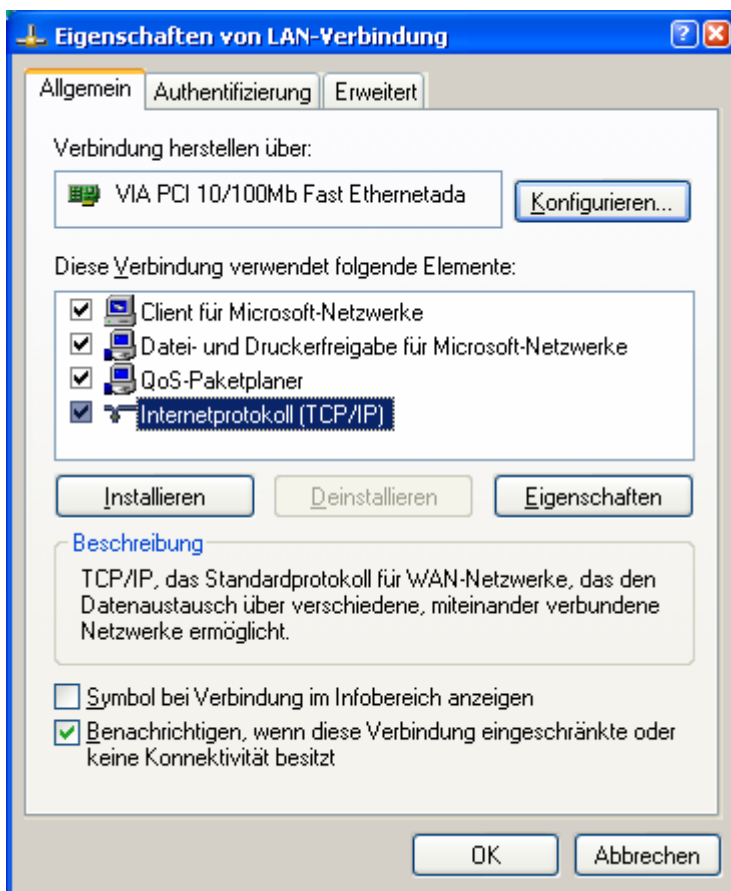 Eigenschaften von LAN-Verbindung
Allgemein Authentifizierung Erweitert
Verbindung herstellen über:
VIA PCI 10/100Mb Fast Ethernetada
Konfigurieren...
Diese Verbindung verwendet folgende Elemente:
Client für Microsoft-Netzwerke
Datei- und Druckerfreigabe für Microsoft-Netzwerke
QoS-Paketplaner
Internetprotokoll (TCP/IP)
Installieren Deinstallieren Eigenschaften
Beschreibung
TCP/IP, das Standardprotokoll für WAN-Netzwerke, das den
Datenaustausch über verschiedene, miteinander verbundene
Netzwerke ermöglicht.
Symbol bei Verbindung im Infobereich anzeigen
Benachrichtigen, wenn diese Verbindung eingeschränkte oder
keine Konnektivität besitzt
OK Abbrechen